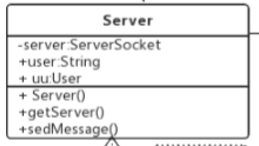 Server
-server:ServerSocket
+user:String
+ uu:User
+ Server()
+getServer()
+sedMessage()